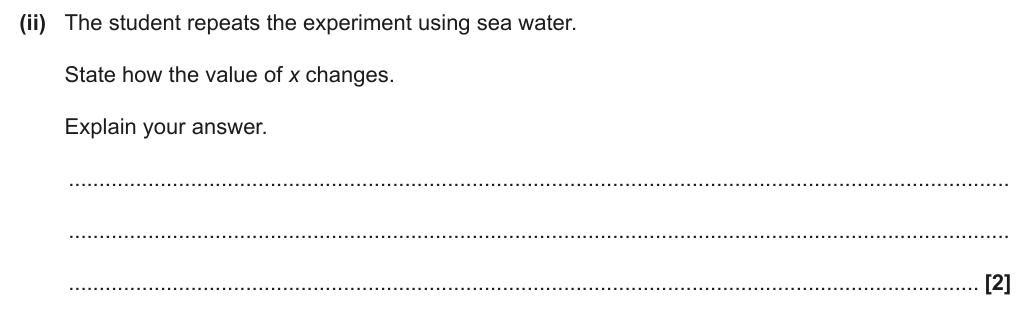 (ii) The student repeats the experiment using sea water.
State how the value of x changes.
Explain your answer.
..........................................................................................................................................................
..........................................................................................................................................................
..................................................................................................................................................... [2]